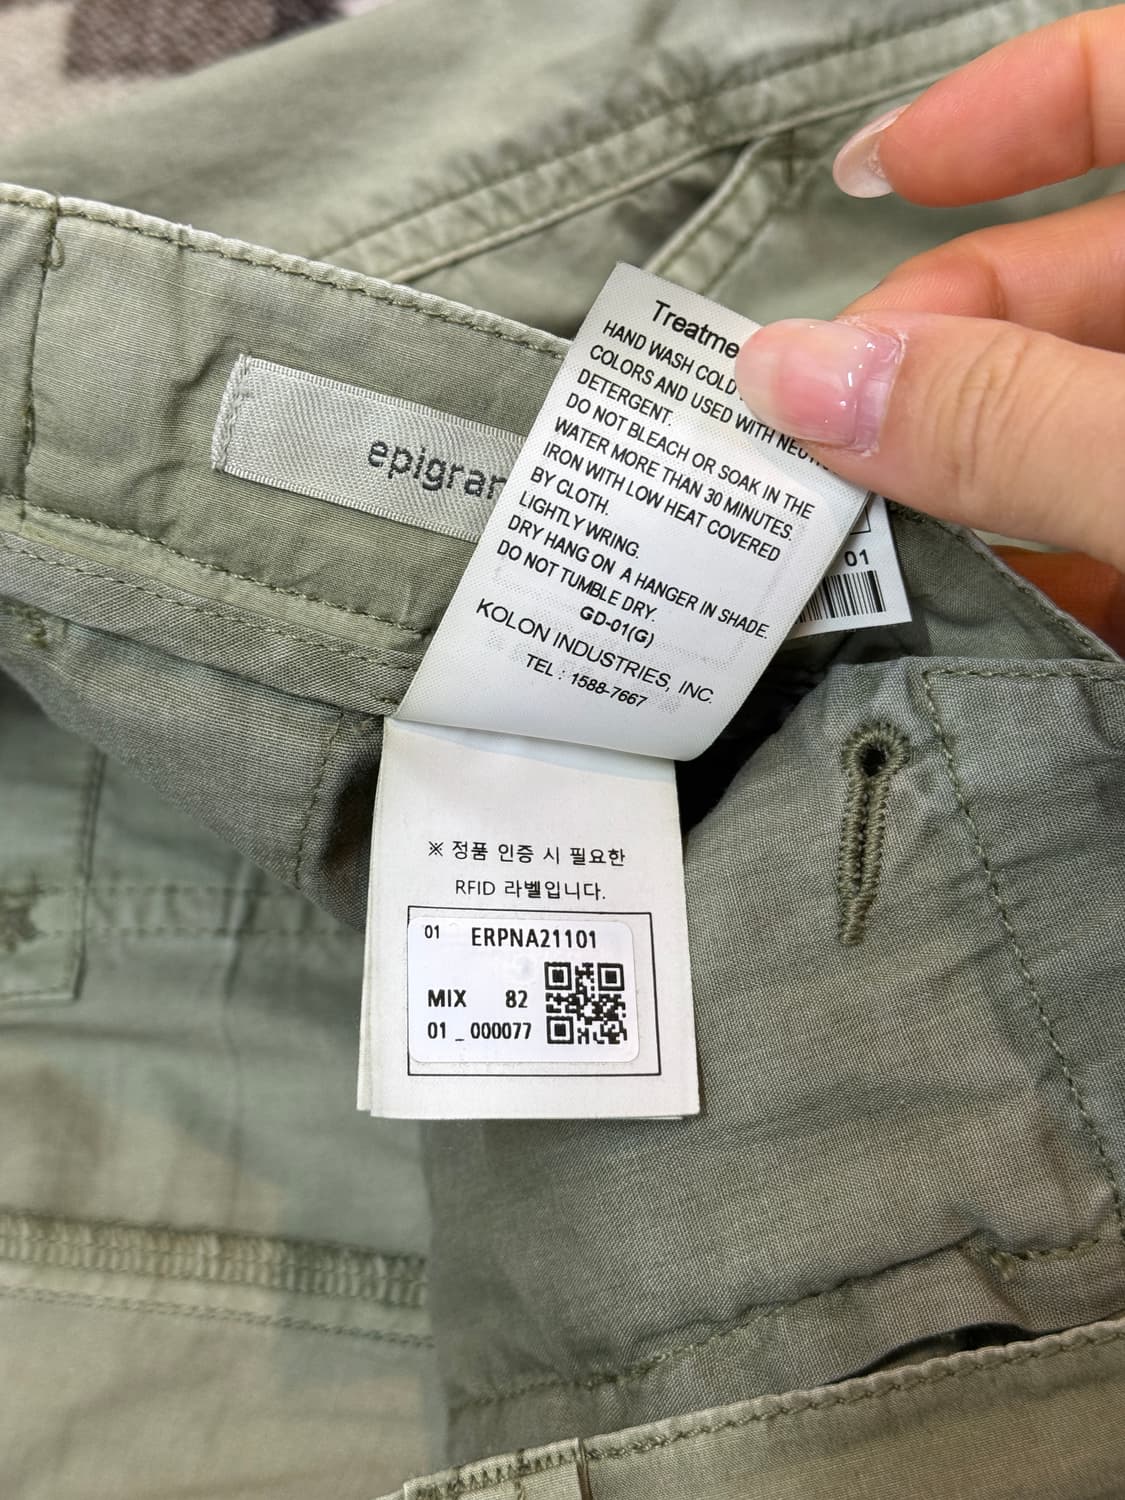 epigran
Treatme
HAND WASH COLD
COLORS AND USED WITH
DETERGENT.
DO NOT BLEACH OR SOAK IN THE
WATER MORE THAN 30 MINUTES.
IRON WITH LOW HEAT COVERED
BY CLOTH.
LIGHTLY WRING.
DRY HANG ON A HANGER IN SHADE.
DO NOT TUMBLE DRY.
GD-01(G)
KOLON INDUSTRIES, INC.
TEL : 1588-7667
01
※ 정품 인증 시 필요한
RFID 라벨입니다.
01 ERPNA21101
MIX 82
01 _ 000077